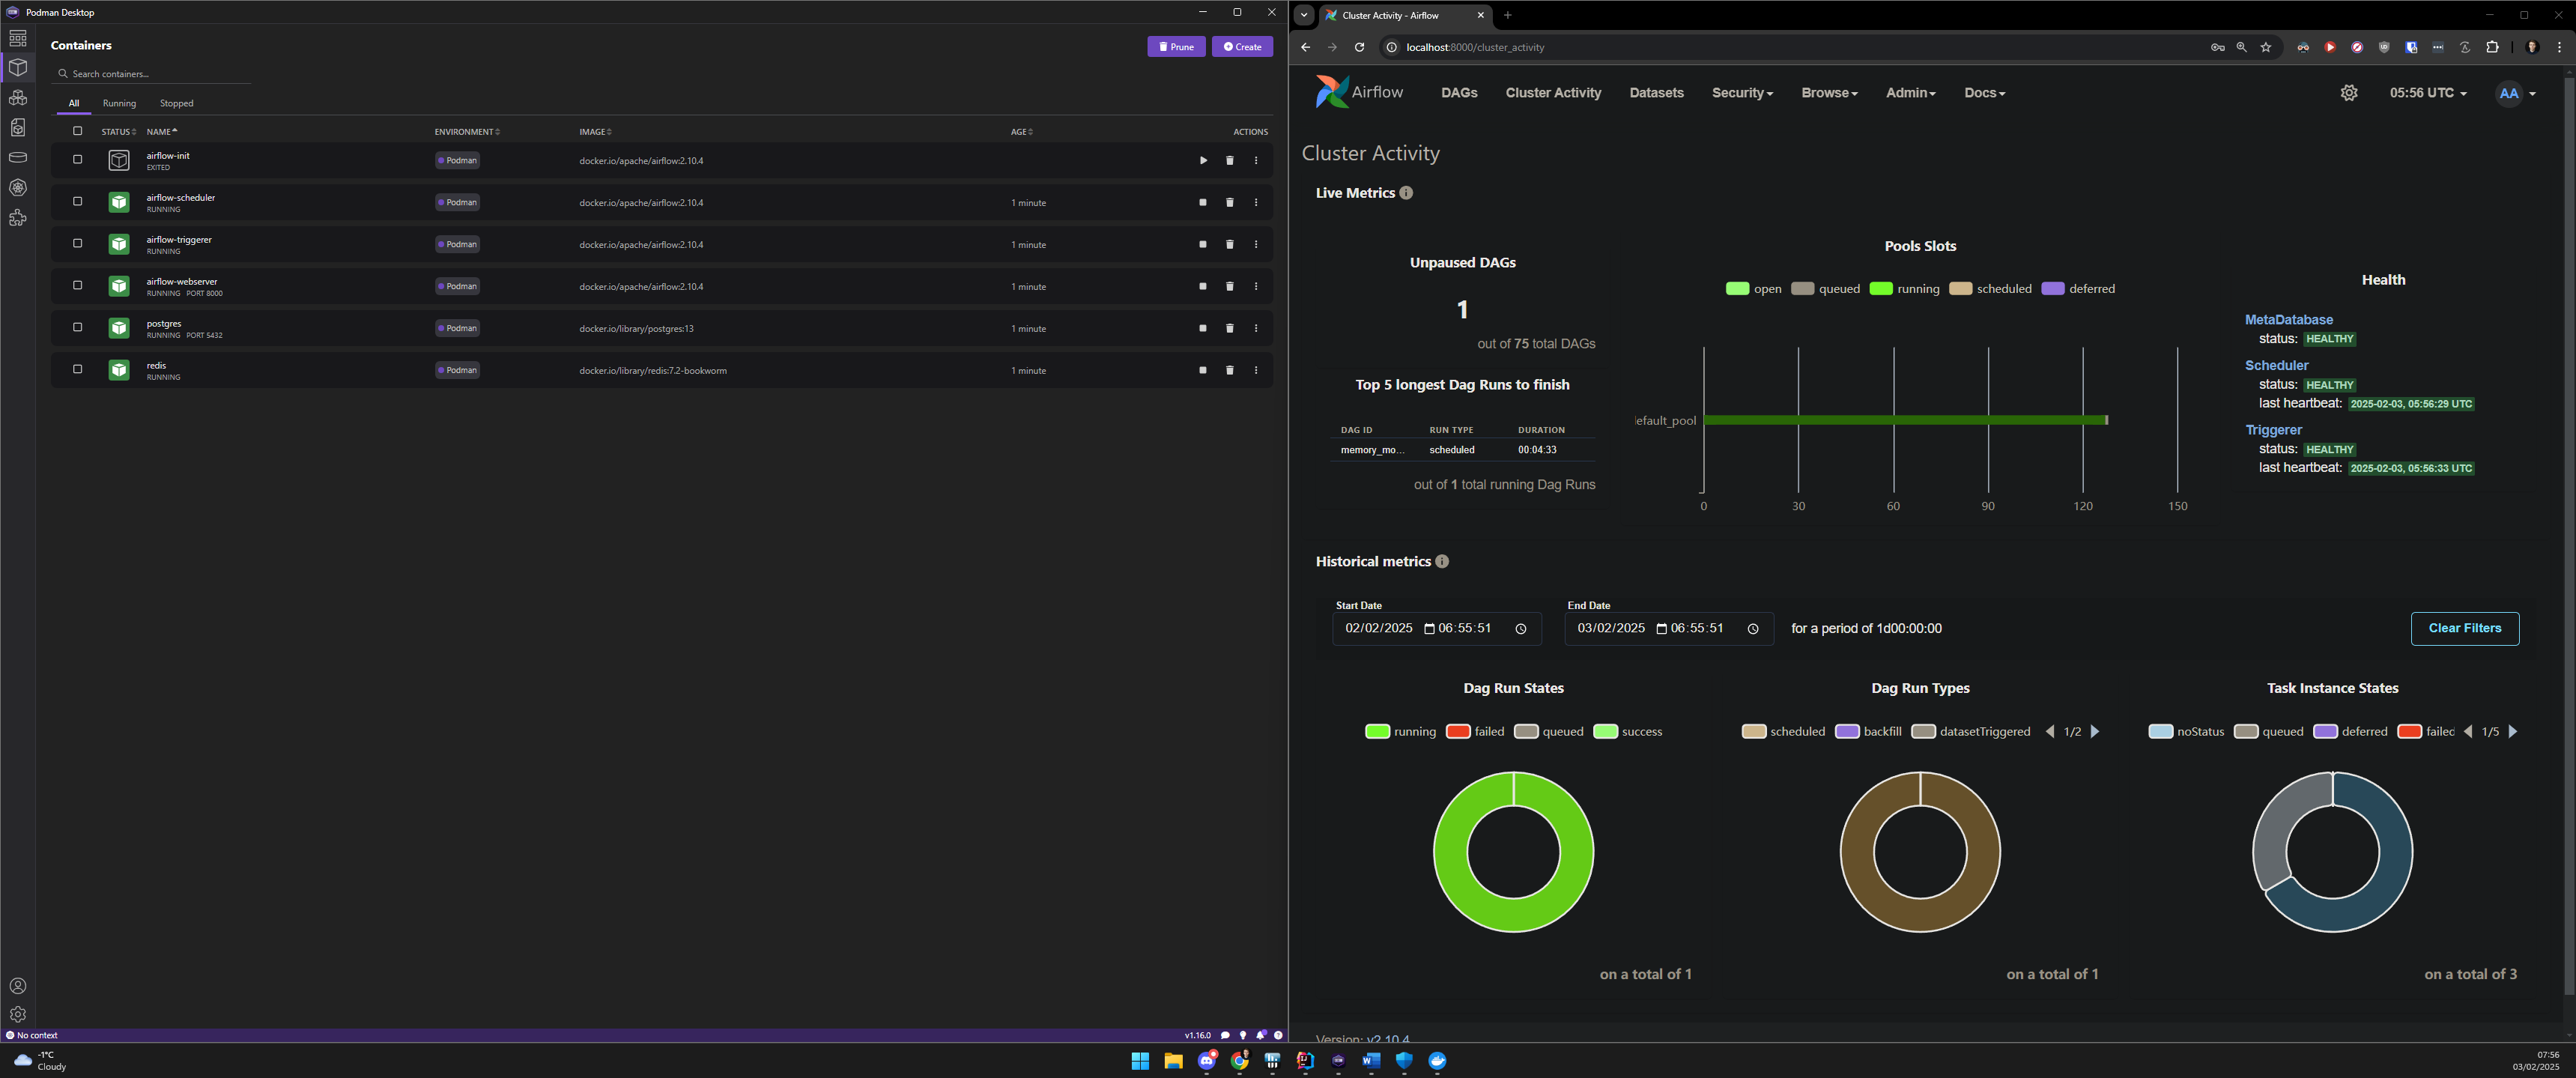 Podman Desktop
Containers
Prune
Create
Search containers...
All Running Stopped
STATUS NAME ENVIRONMENT IMAGE AGE ACTIONS
airflow-init
EXITED
Podman
docker.io/apache/airflow:2.10.4
airflow-scheduler
RUNNING
Podman
docker.io/apache/airflow:2.10.4
1 minute
airflow-triggerer
RUNNING
Podman
docker.io/apache/airflow:2.10.4
1 minute
airflow-webserver
RUNNING PORT 8000
Podman
docker.io/apache/airflow:2.10.4
1 minute
postgres
RUNNING PORT 5432
Podman
docker.io/library/postgres:13
1 minute
redis
RUNNING
Podman
docker.io/library/redis:7.2-bookworm
1 minute
No context
v1.16.0
Cluster Activity - Airflow
localhost:8000/cluster_activity
Airflow DAGs Cluster Activity Datasets Security Browse Admin Docs 05:56 UTC AA
Cluster Activity
Live Metrics
Unpaused DAGs
1
out of 75 total DAGs
Top 5 longest Dag Runs to finish
DAG ID RUN TYPE DURATION
memory_mo... scheduled 00:04:33
out of 1 total running Dag Runs
Pools Slots
open queued running scheduled deferred
efault_pool
0 30 60 90 120 150
Health
MetaDatabase
status: HEALTHY
Scheduler
status: HEALTHY
last heartbeat: 2025-02-03, 05:56:29 UTC
Triggerer
status: HEALTHY
last heartbeat: 2025-02-03, 05:56:33 UTC
Historical metrics
Start Date
02/02/2025 06:55:51
End Date
03/02/2025 06:55:51
for a period of 1d00:00:00
Clear Filters
Dag Run States
running failed queued success
on a total of 1
Dag Run Types
scheduled backfill datasetTriggered 1/2
on a total of 1
Task Instance States
noStatus queued deferred failed 1/5
on a total of 3
Version: v2.10.4
-1°C
Cloudy
07:56
03/02/2025